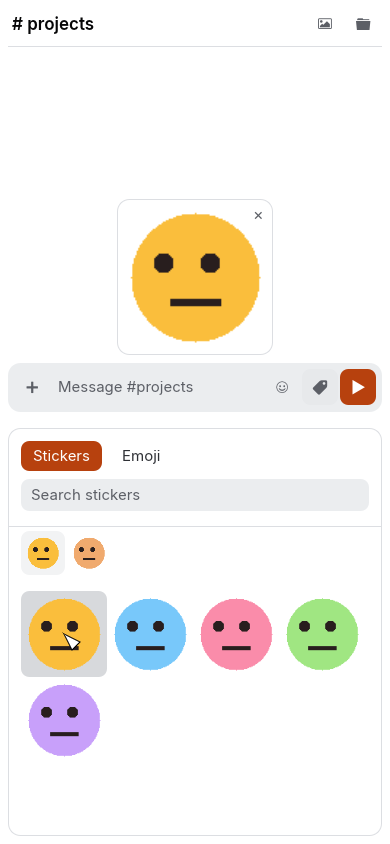 # projects
Message #projects
Stickers
Emoji
Search stickers